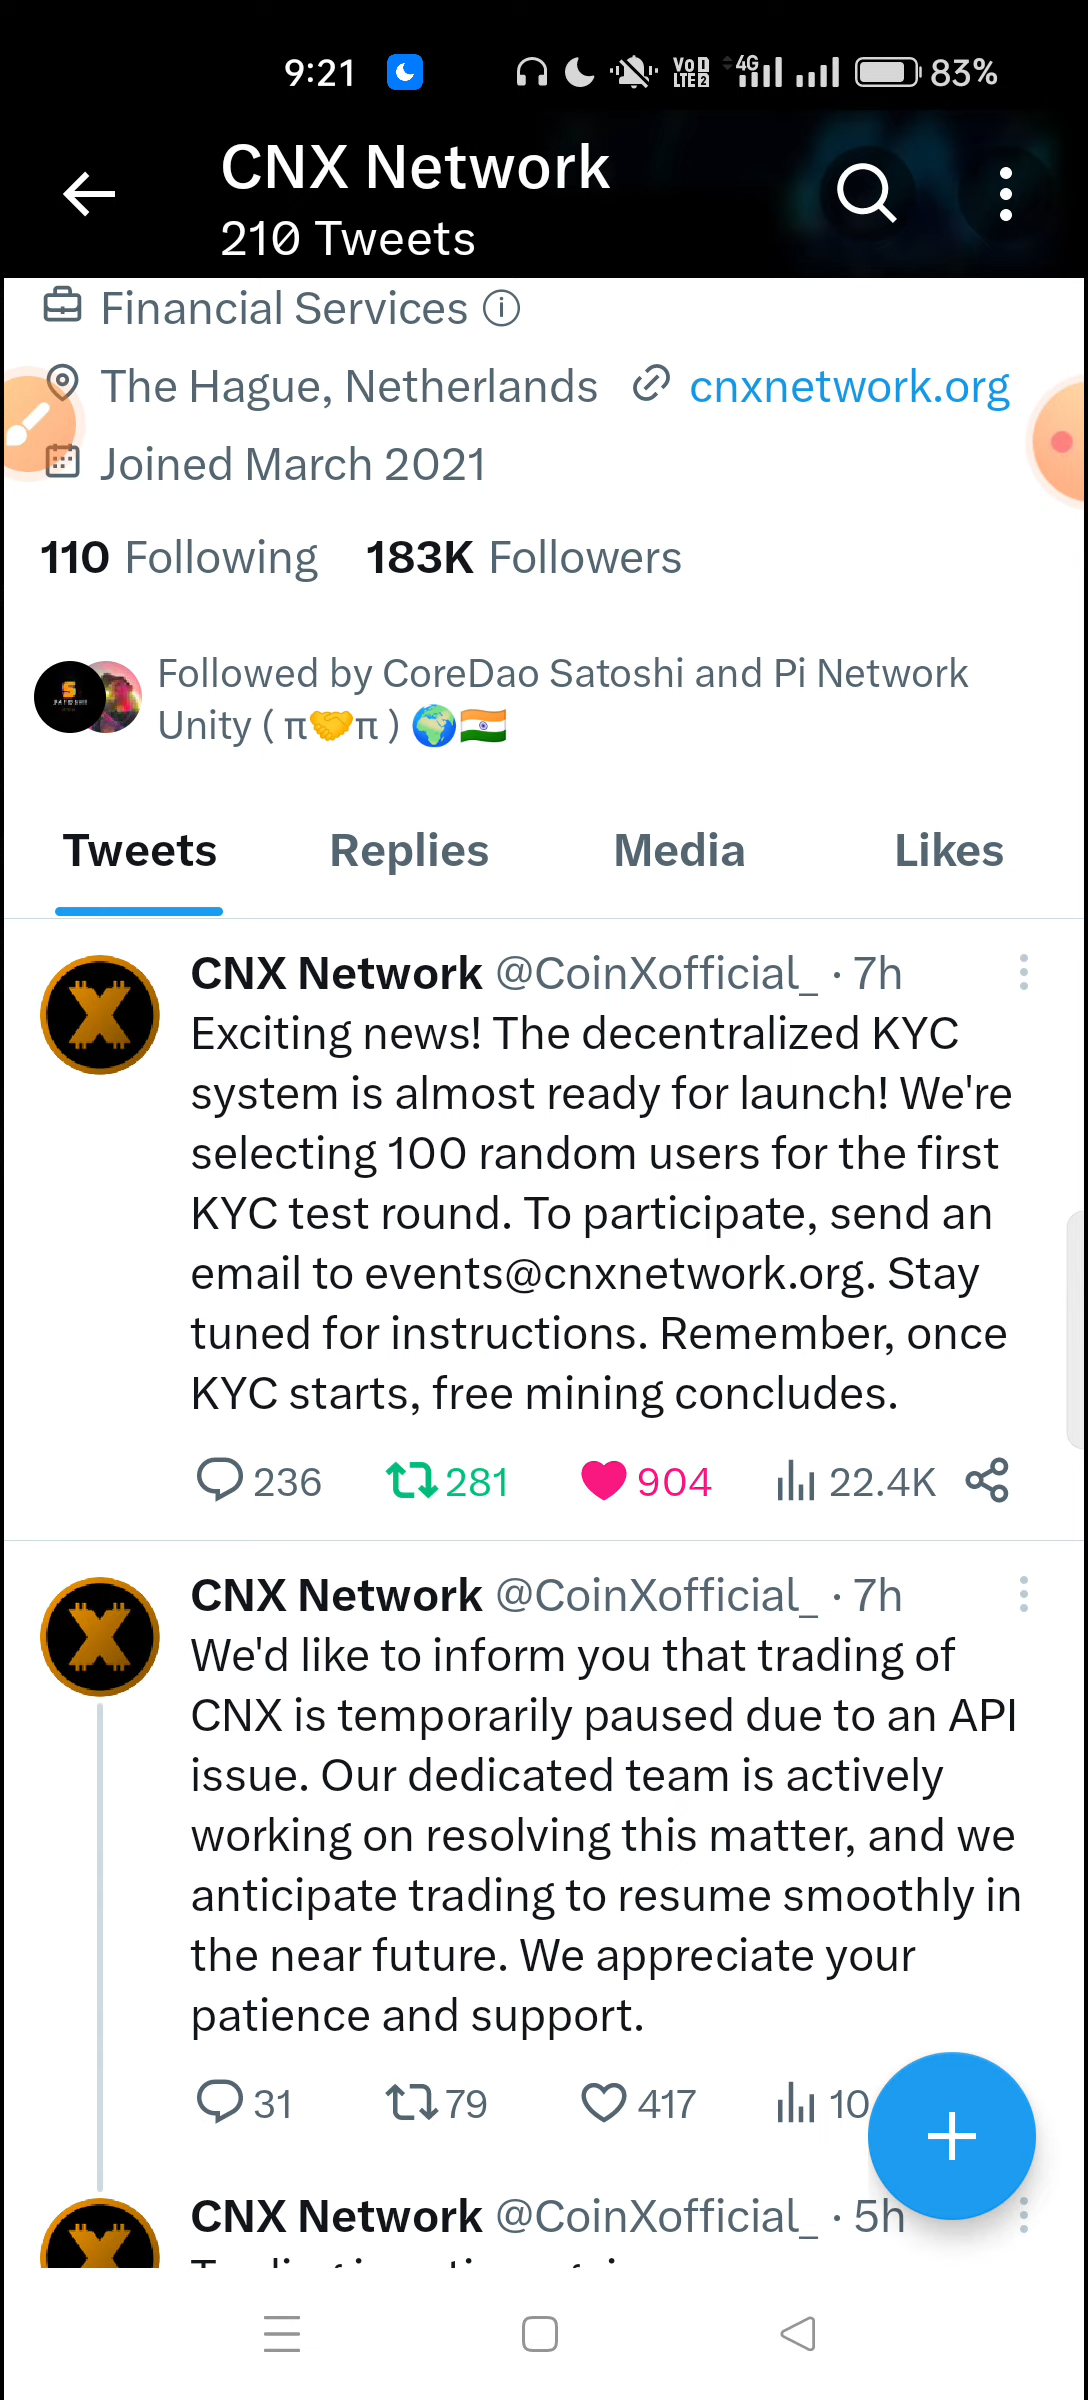 9:21 VoD LTE 2 4G 83%
CNX Network
210 Tweets
Financial Services
The Hague, Netherlands cnxnetwork.org
Joined March 2021
110 Following 183K Followers
Followed by CoreDao Satoshi and Pi Network
Unity ( π🤝π ) 🌍🇮🇳
Tweets Replies Media Likes
CNX Network @CoinXofficial_ · 7h
Exciting news! The decentralized KYC
system is almost ready for launch! We're
selecting 100 random users for the first
KYC test round. To participate, send an
email to events@cnxnetwork.org. Stay
tuned for instructions. Remember, once
KYC starts, free mining concludes.
236 281 904 22.4K
CNX Network @CoinXofficial_ · 7h
We'd like to inform you that trading of
CNX is temporarily paused due to an API
issue. Our dedicated team is actively
working on resolving this matter, and we
anticipate trading to resume smoothly in
the near future. We appreciate your
patience and support.
31 79 417 10
CNX Network @CoinXofficial_ · 5h